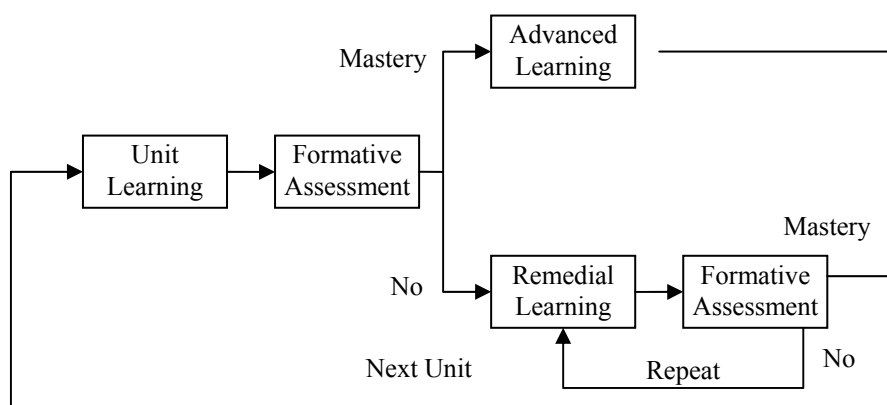 Mastery
Advanced
Learning
Unit
Learning
Formative
Assessment
Mastery
No
Remedial
Learning
Formative
Assessment
Next Unit
Repeat
No